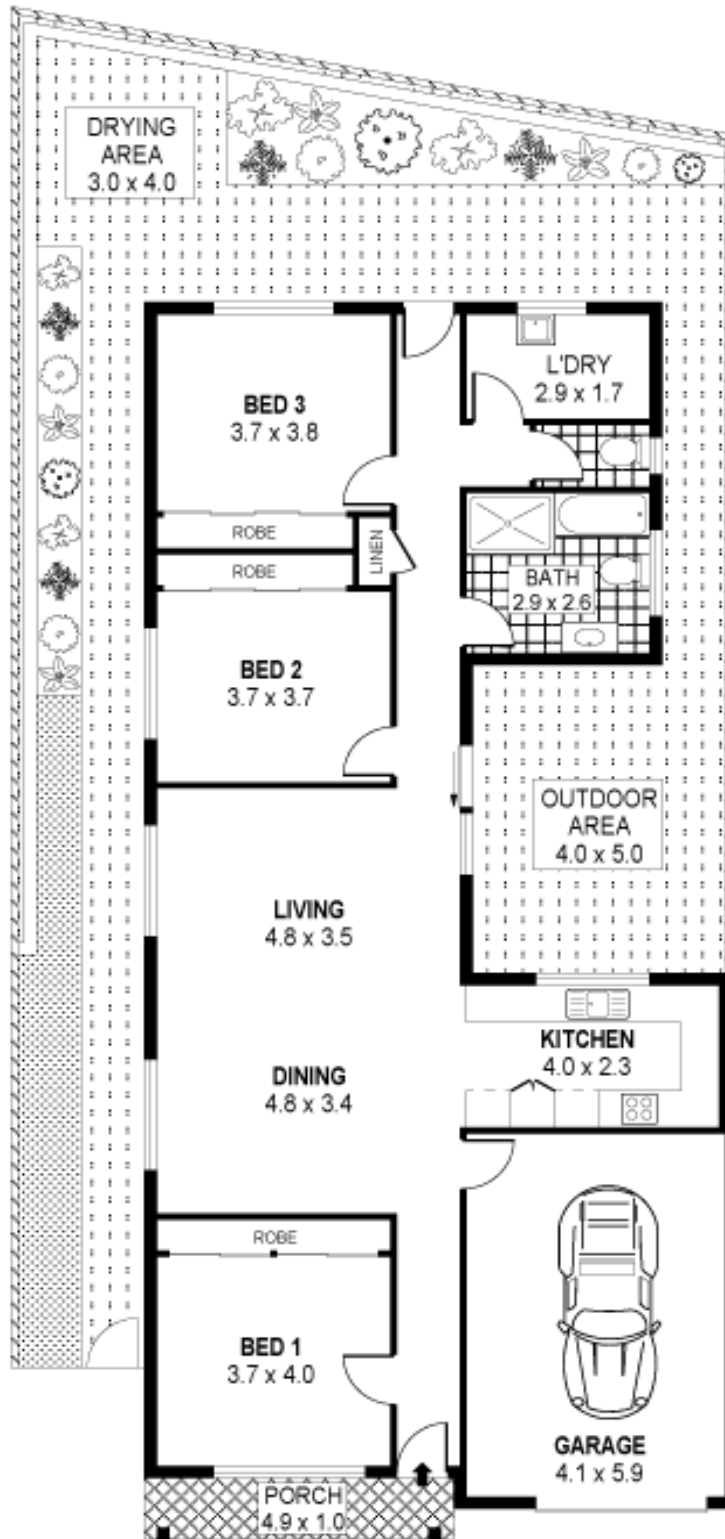 DRYING
AREA
3.0 x 4.0
L'DRY
2.9 x 1.7
BED 3
3.7 x 3.8
ROBE
LINEN
ROBE
BATH
2.9 x 2.6
BED 2
3.7 x 3.7
OUTDOOR
AREA
4.0 x 5.0
LIVING
4.8 x 3.5
KITCHEN
4.0 x 2.3
DINING
4.8 x 3.4
ROBE
BED 1
3.7 x 4.0
GARAGE
4.1 x 5.9
PORCH
4.9 x 1.0